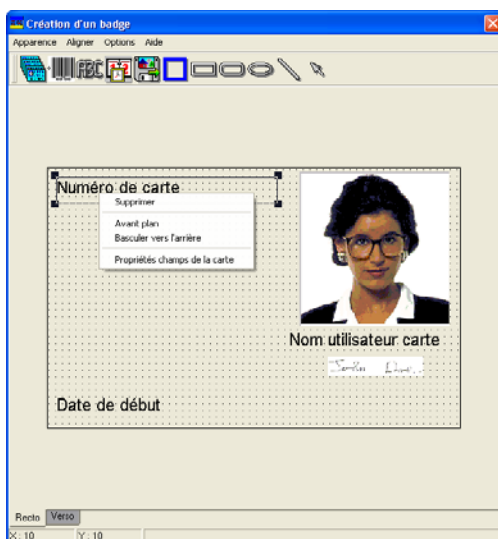 Création d'un badge
Apparence Aligner Options Aide
ABC
Numéro de carte
Supprimer
Avant plan
Basculer vers l'arrière
Propriétés champs de la carte
Nom utilisateur carte
Date de début
Recto Verso
X: 10 Y: 10